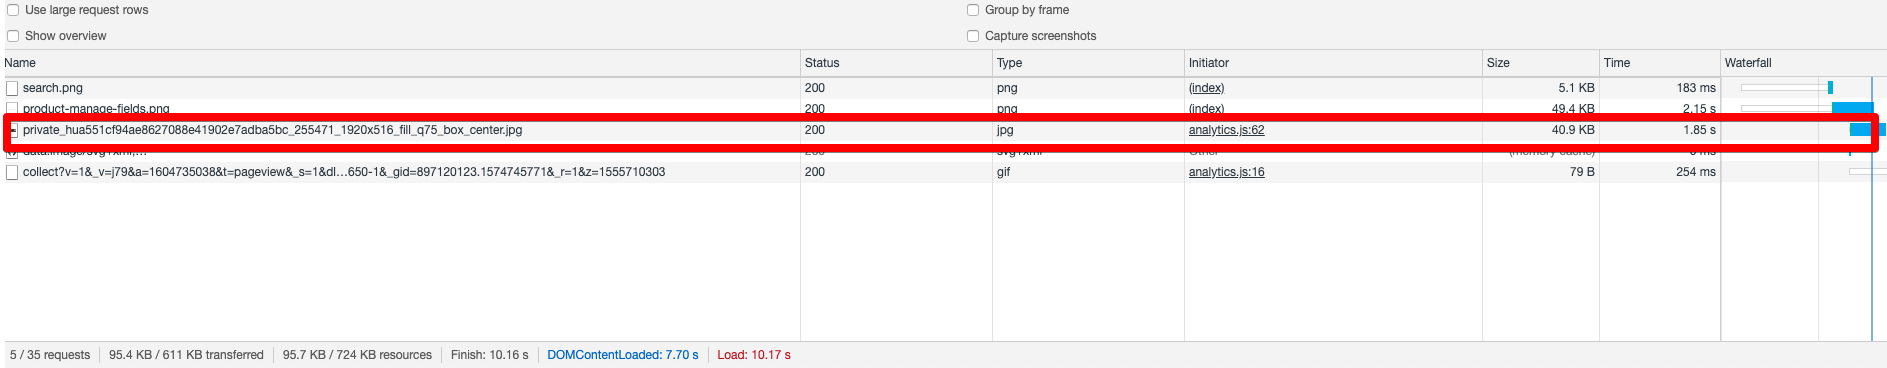 Use large request rows Group by frame
Show overview Capture screenshots
Name Status Type Initiator Size Time Waterfall
search.png 200 png (index) 5.1 KB 183 ms
product-manage-fields.png 200 png (index) 49.4 KB 2.15 s
private_hua551cf94ae8627088e41902e7adba5bc_255471_1920x516_fill_q75_box_center.jpg 200 jpg analytics.js:62 40.9 KB 1.85 s
data:image/svg+xml;… 200 svg+xml Other (memory cache) 0 ms
collect?v=1&_v=j79&a=1604735038&t=pageview&_s=1&dl…650-1&_gid=897120123.1574745771&_r=1&z=1555710303 200 gif analytics.js:16 79 B 254 ms
5 / 35 requests 95.4 KB / 611 KB transferred 95.7 KB / 724 KB resources Finish: 10.16 s DOMContentLoaded: 7.70 s Load: 10.17 s